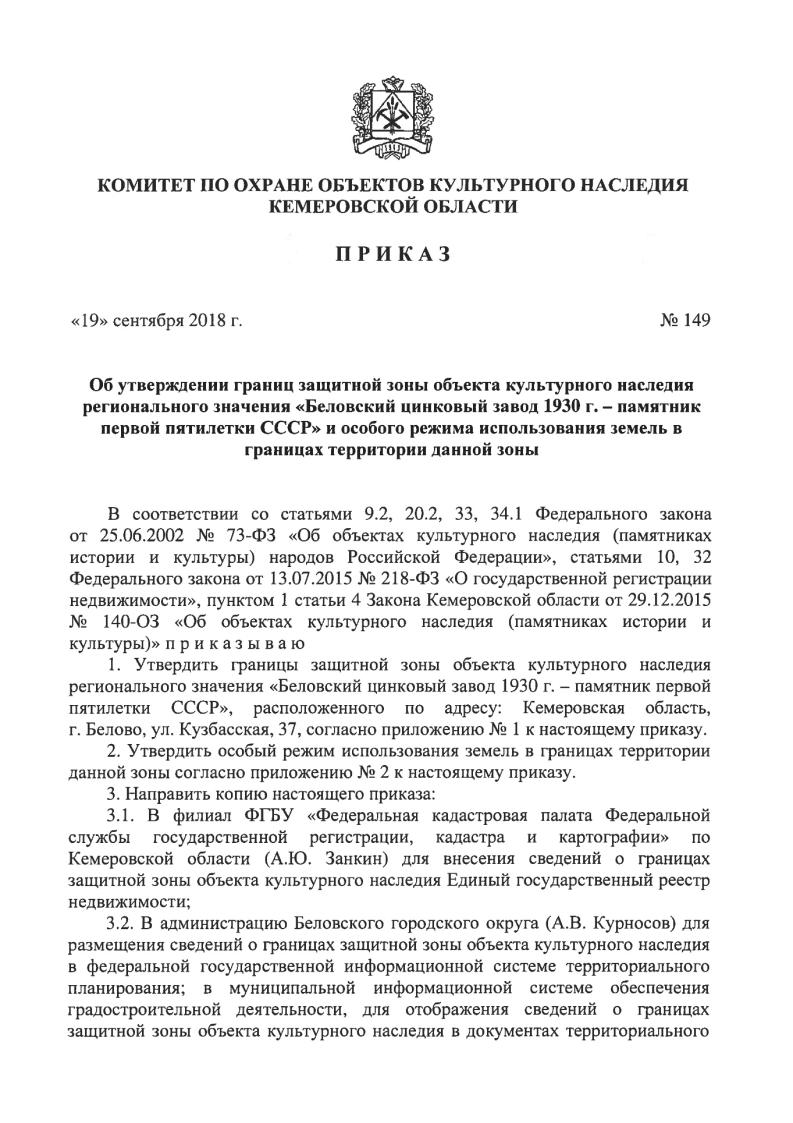 КОМИТЕТ ПО ОХРАНЕ ОБЪЕКТОВ КУЛЬТУРНОГО НАСЛЕДИЯ
КЕМЕРОВСКОЙ ОБЛАСТИ
П Р И К А З
«19» сентября 2018 г. № 149
Об утверждении границ защитной зоны объекта культурного наследия
регионального значения «Беловский цинковый завод 1930 г. – памятник
первой пятилетки СССР» и особого режима использования земель в
границах территории данной зоны
В соответствии со статьями 9.2, 20.2, 33, 34.1 Федерального закона
от 25.06.2002 № 73-ФЗ «Об объектах культурного наследия (памятниках
истории и культуры) народов Российской Федерации», статьями 10, 32
Федерального закона от 13.07.2015 № 218-ФЗ «О государственной регистрации
недвижимости», пунктом 1 статьи 4 Закона Кемеровской области от 29.12.2015
№ 140-ОЗ «Об объектах культурного наследия (памятниках истории и
культуры)» п р и к а з ы в а ю
1. Утвердить границы защитной зоны объекта культурного наследия
регионального значения «Беловский цинковый завод 1930 г. – памятник первой
пятилетки СССР», расположенного по адресу: Кемеровская область,
г. Белово, ул. Кузбасская, 37, согласно приложению № 1 к настоящему приказу.
2. Утвердить особый режим использования земель в границах территории
данной зоны согласно приложению № 2 к настоящему приказу.
3. Направить копию настоящего приказа:
3.1. В филиал ФГБУ «Федеральная кадастровая палата Федеральной
службы государственной регистрации, кадастра и картографии» по
Кемеровской области (А.Ю. Занкин) для внесения сведений о границах
защитной зоны объекта культурного наследия Единый государственный реестр
недвижимости;
3.2. В администрацию Беловского городского округа (А.В. Курносов) для
размещения сведений о границах защитной зоны объекта культурного наследия
в федеральной государственной информационной системе территориального
планирования; в муниципальной информационной системе обеспечения
градостроительной деятельности, для отображения сведений о границах
защитной зоны объекта культурного наследия в документах территориального